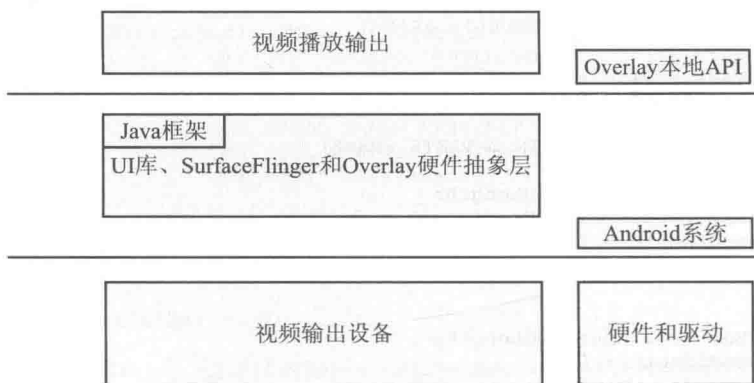 视频播放输出
Overlay本地API
Java框架
UI库、SurfaceFlinger和Overlay硬件抽象层
Android系统
视频输出设备
硬件和驱动